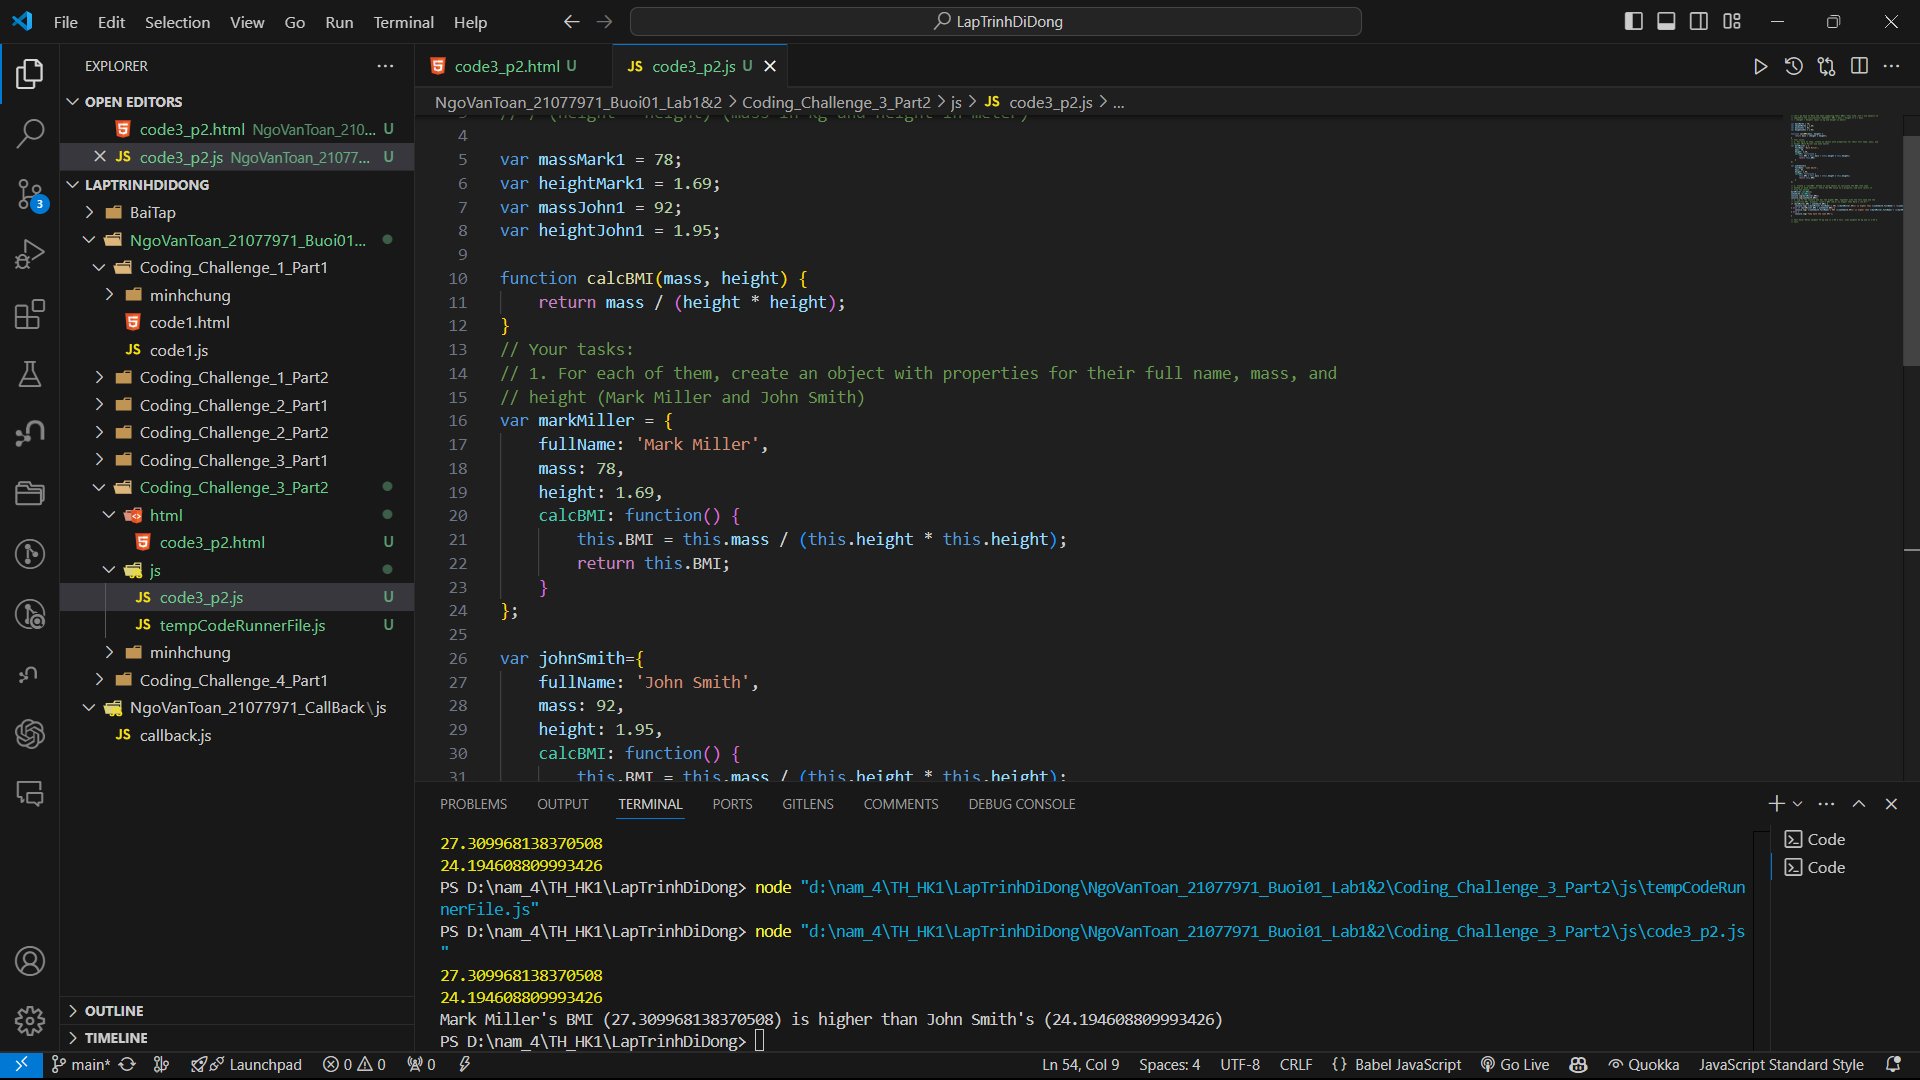 File Edit Selection View Go Run Terminal Help
LapTrinhDiDong
EXPLORER
OPEN EDITORS
code3_p2.html NgoVanToan_210... U
JS code3_p2.js NgoVanToan_21077... U
LAPTRINHDIDONG
BaiTap
NgoVanToan_21077971_Buoi01...
Coding_Challenge_1_Part1
minhchung
code1.html
JS code1.js
Coding_Challenge_1_Part2
Coding_Challenge_2_Part1
Coding_Challenge_2_Part2
Coding_Challenge_3_Part1
Coding_Challenge_3_Part2
html
code3_p2.html U
js
JS code3_p2.js U
JS tempCodeRunnerFile.js U
minhchung
Coding_Challenge_4_Part1
NgoVanToan_21077971_CallBack\js
JS callback.js
OUTLINE
TIMELINE
code3_p2.html U
JS code3_p2.js U
NgoVanToan_21077971_Buoi01_Lab1&2 > Coding_Challenge_3_Part2 > js > JS code3_p2.js > ...
4
5 var massMark1 = 78;
6 var heightMark1 = 1.69;
7 var massJohn1 = 92;
8 var heightJohn1 = 1.95;
9
10 function calcBMI(mass, height) {
11 return mass / (height * height);
12 }
13 // Your tasks:
14 // 1. For each of them, create an object with properties for their full name, mass, and
15 // height (Mark Miller and John Smith)
16 var markMiller = {
17 fullName: 'Mark Miller',
18 mass: 78,
19 height: 1.69,
20 calcBMI: function() {
21 this.BMI = this.mass / (this.height * this.height);
22 return this.BMI;
23 }
24 };
25
26 var johnSmith={
27 fullName: 'John Smith',
28 mass: 92,
29 height: 1.95,
30 calcBMI: function() {
31 this.BMI = this.mass / (this.height * this.height);
PROBLEMS OUTPUT TERMINAL PORTS GITLENS COMMENTS DEBUG CONSOLE
27.309968138370508
24.194608809993426
PS D:\nam_4\TH_HK1\LapTrinhDiDong> node "d:\nam_4\TH_HK1\LapTrinhDiDong\NgoVanToan_21077971_Buoi01_Lab1&2\Coding_Challenge_3_Part2\js\tempCodeRun
nerFile.js"
PS D:\nam_4\TH_HK1\LapTrinhDiDong> node "d:\nam_4\TH_HK1\LapTrinhDiDong\NgoVanToan_21077971_Buoi01_Lab1&2\Coding_Challenge_3_Part2\js\code3_p2.js
"
27.309968138370508
24.194608809993426
Mark Miller's BMI (27.309968138370508) is higher than John Smith's (24.194608809993426)
PS D:\nam_4\TH_HK1\LapTrinhDiDong>
Code
Code
3
main* Launchpad 0 0 0 Ln 54, Col 9 Spaces: 4 UTF-8 CRLF {} Babel JavaScript Go Live Quokka JavaScript Standard Style